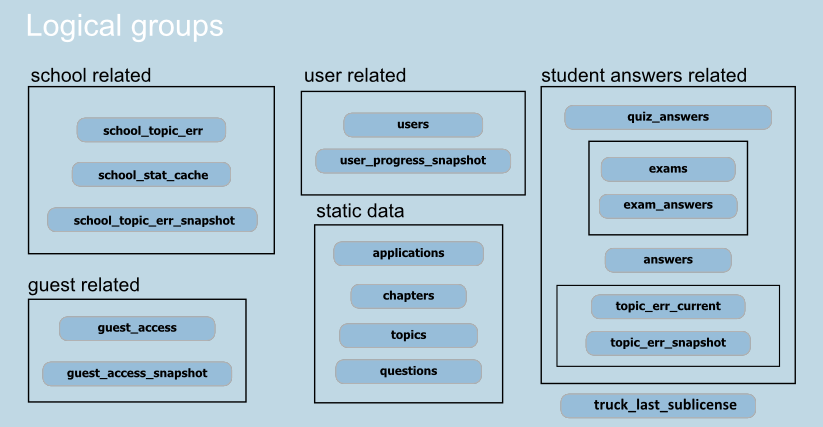 Logical groups
school related
school_topic_err
school_stat_cache
school_topic_err_snapshot
guest related
guest_access
guest_access_snapshot
user related
users
user_progress_snapshot
static data
applications
chapters
topics
questions
student answers related
quiz_answers
exams
exam_answers
answers
topic_err_current
topic_err_snapshot
truck_last_sublicense